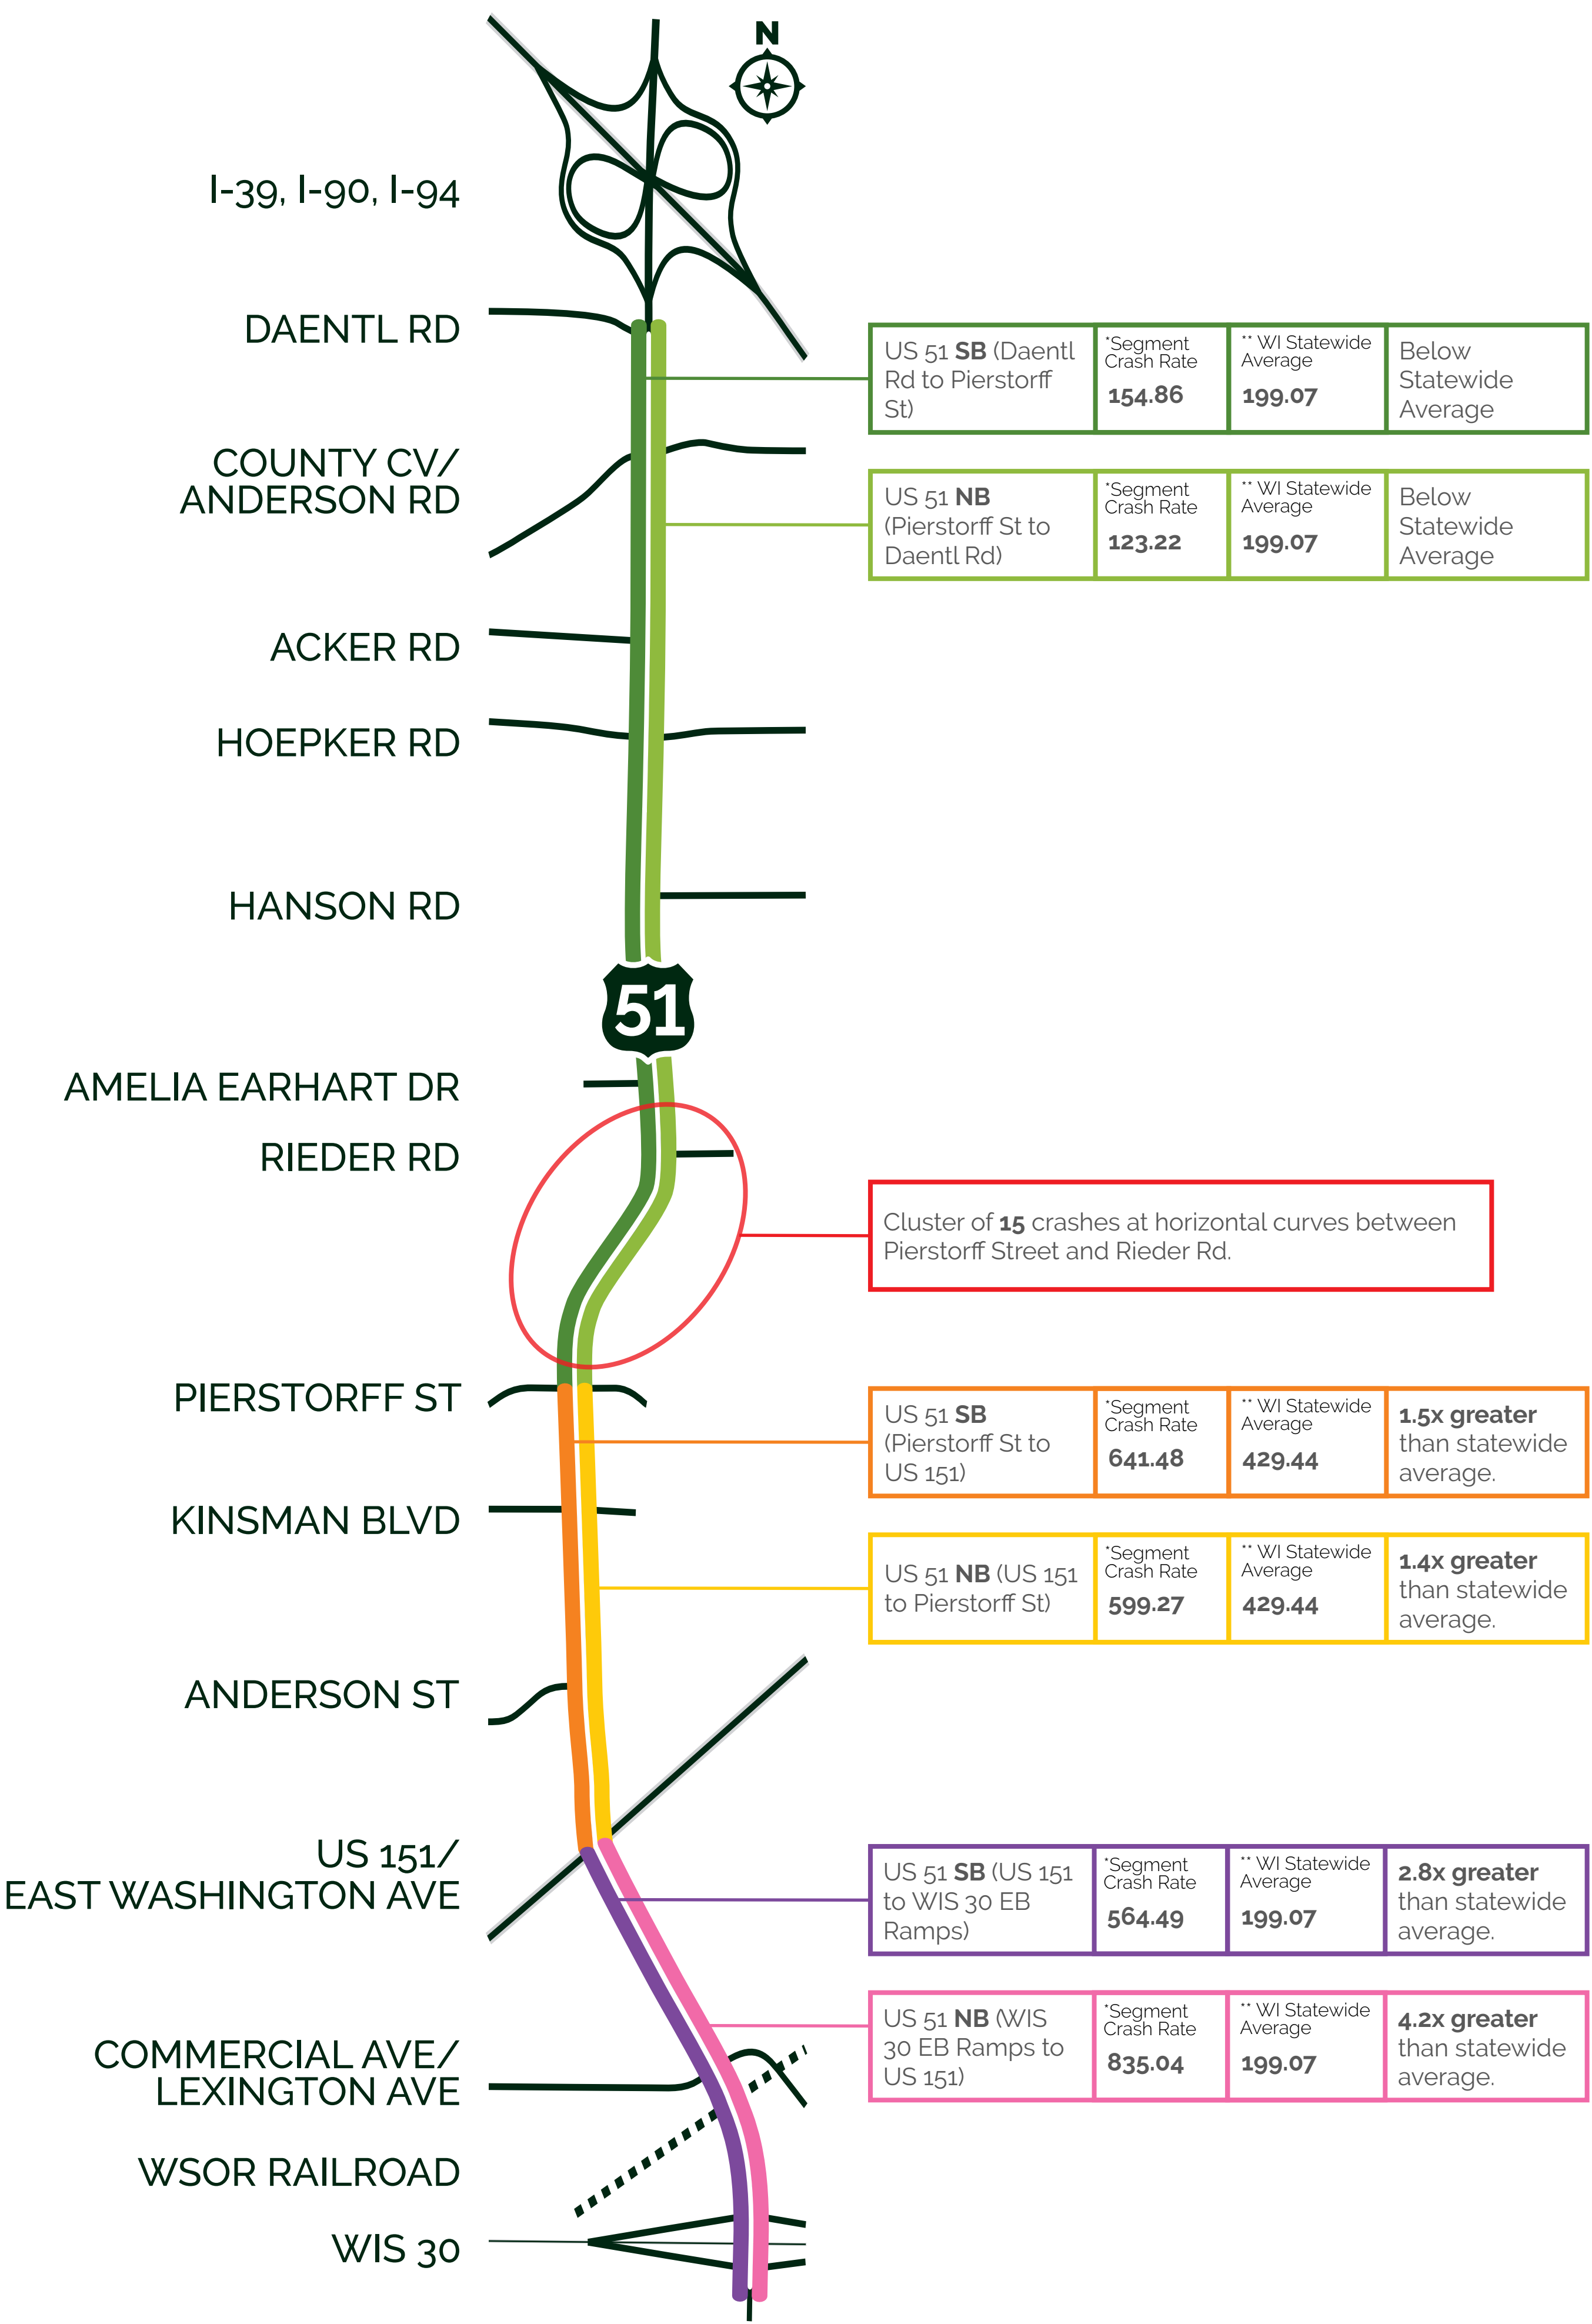 N
I-39, I-90, I-94
DAENTL RD
US 51 SB (Daentl
Rd to Pierstorff
St)
*Segment
Crash Rate
154.86
** WI Statewide
Average
199.07
Below
Statewide
Average
COUNTY CV/
ANDERSON RD
US 51 NB
(Pierstorff St to
Daentl Rd)
*Segment
Crash Rate
123.22
** WI Statewide
Average
199.07
Below
Statewide
Average
ACKER RD
HOEPKER RD
HANSON RD
51
AMELIA EARHART DR
RIEDER RD
Cluster of 15 crashes at horizontal curves between
Pierstorff Street and Rieder Rd.
PIERSTORFF ST
US 51 SB
(Pierstorff St to
US 151)
*Segment
Crash Rate
641.48
** WI Statewide
Average
429.44
1.5x greater
than statewide
average.
KINSMAN BLVD
US 51 NB (US 151
to Pierstorff St)
*Segment
Crash Rate
599.27
** WI Statewide
Average
429.44
1.4x greater
than statewide
average.
ANDERSON ST
US 151/
EAST WASHINGTON AVE
US 51 SB (US 151
to WIS 30 EB
Ramps)
*Segment
Crash Rate
564.49
** WI Statewide
Average
199.07
2.8x greater
than statewide
average.
US 51 NB (WIS
30 EB Ramps to
US 151)
*Segment
Crash Rate
835.04
** WI Statewide
Average
199.07
4.2x greater
than statewide
average.
COMMERCIAL AVE/
LEXINGTON AVE
WSOR RAILROAD
WIS 30